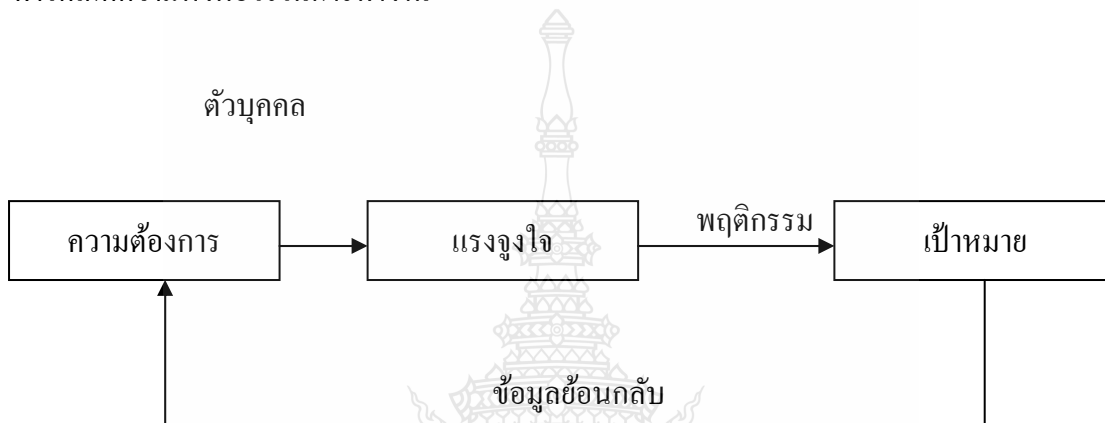 ตัวบุคคล
ความต้องการ
แรงจูงใจ
พฤติกรรม
เป้าหมาย
ข้อมูลย้อนกลับ